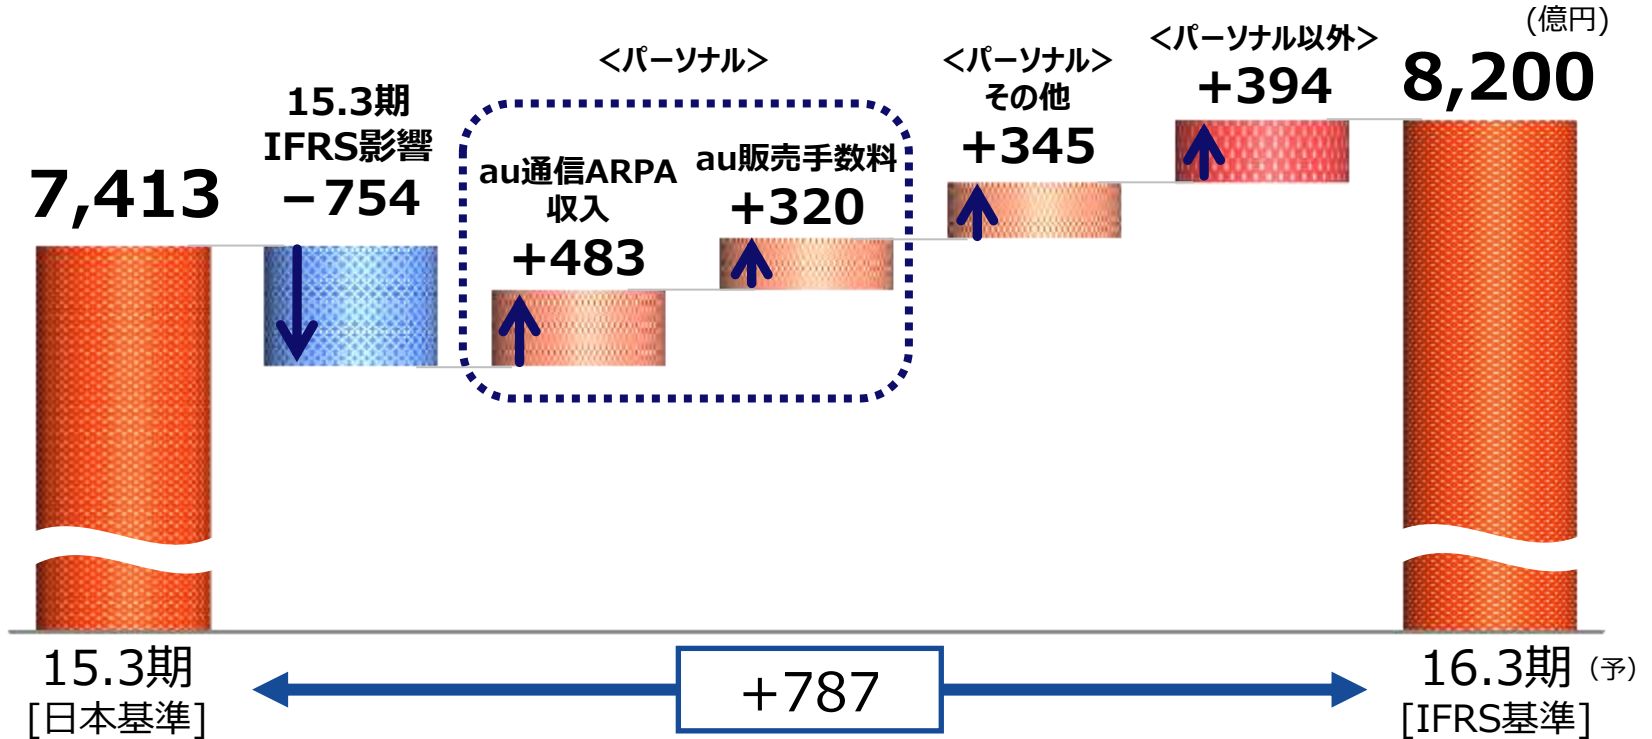 (億円)
7,413
15.3期
IFRS影響
－754
<パーソナル>
au通信ARPA
収入
+483
au販売手数料
+320
<パーソナル>
その他
+345
<パーソナル以外>
+394
8,200
15.3期
[日本基準]
+787
16.3期 (予)
[IFRS基準]